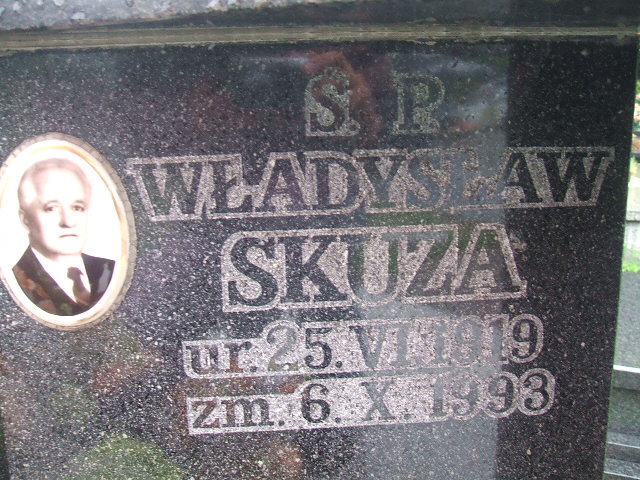 Ś. P.
WŁADYSŁAW
SKUZA
ur. 25. VI. 1919
zm. 6. X. 1993